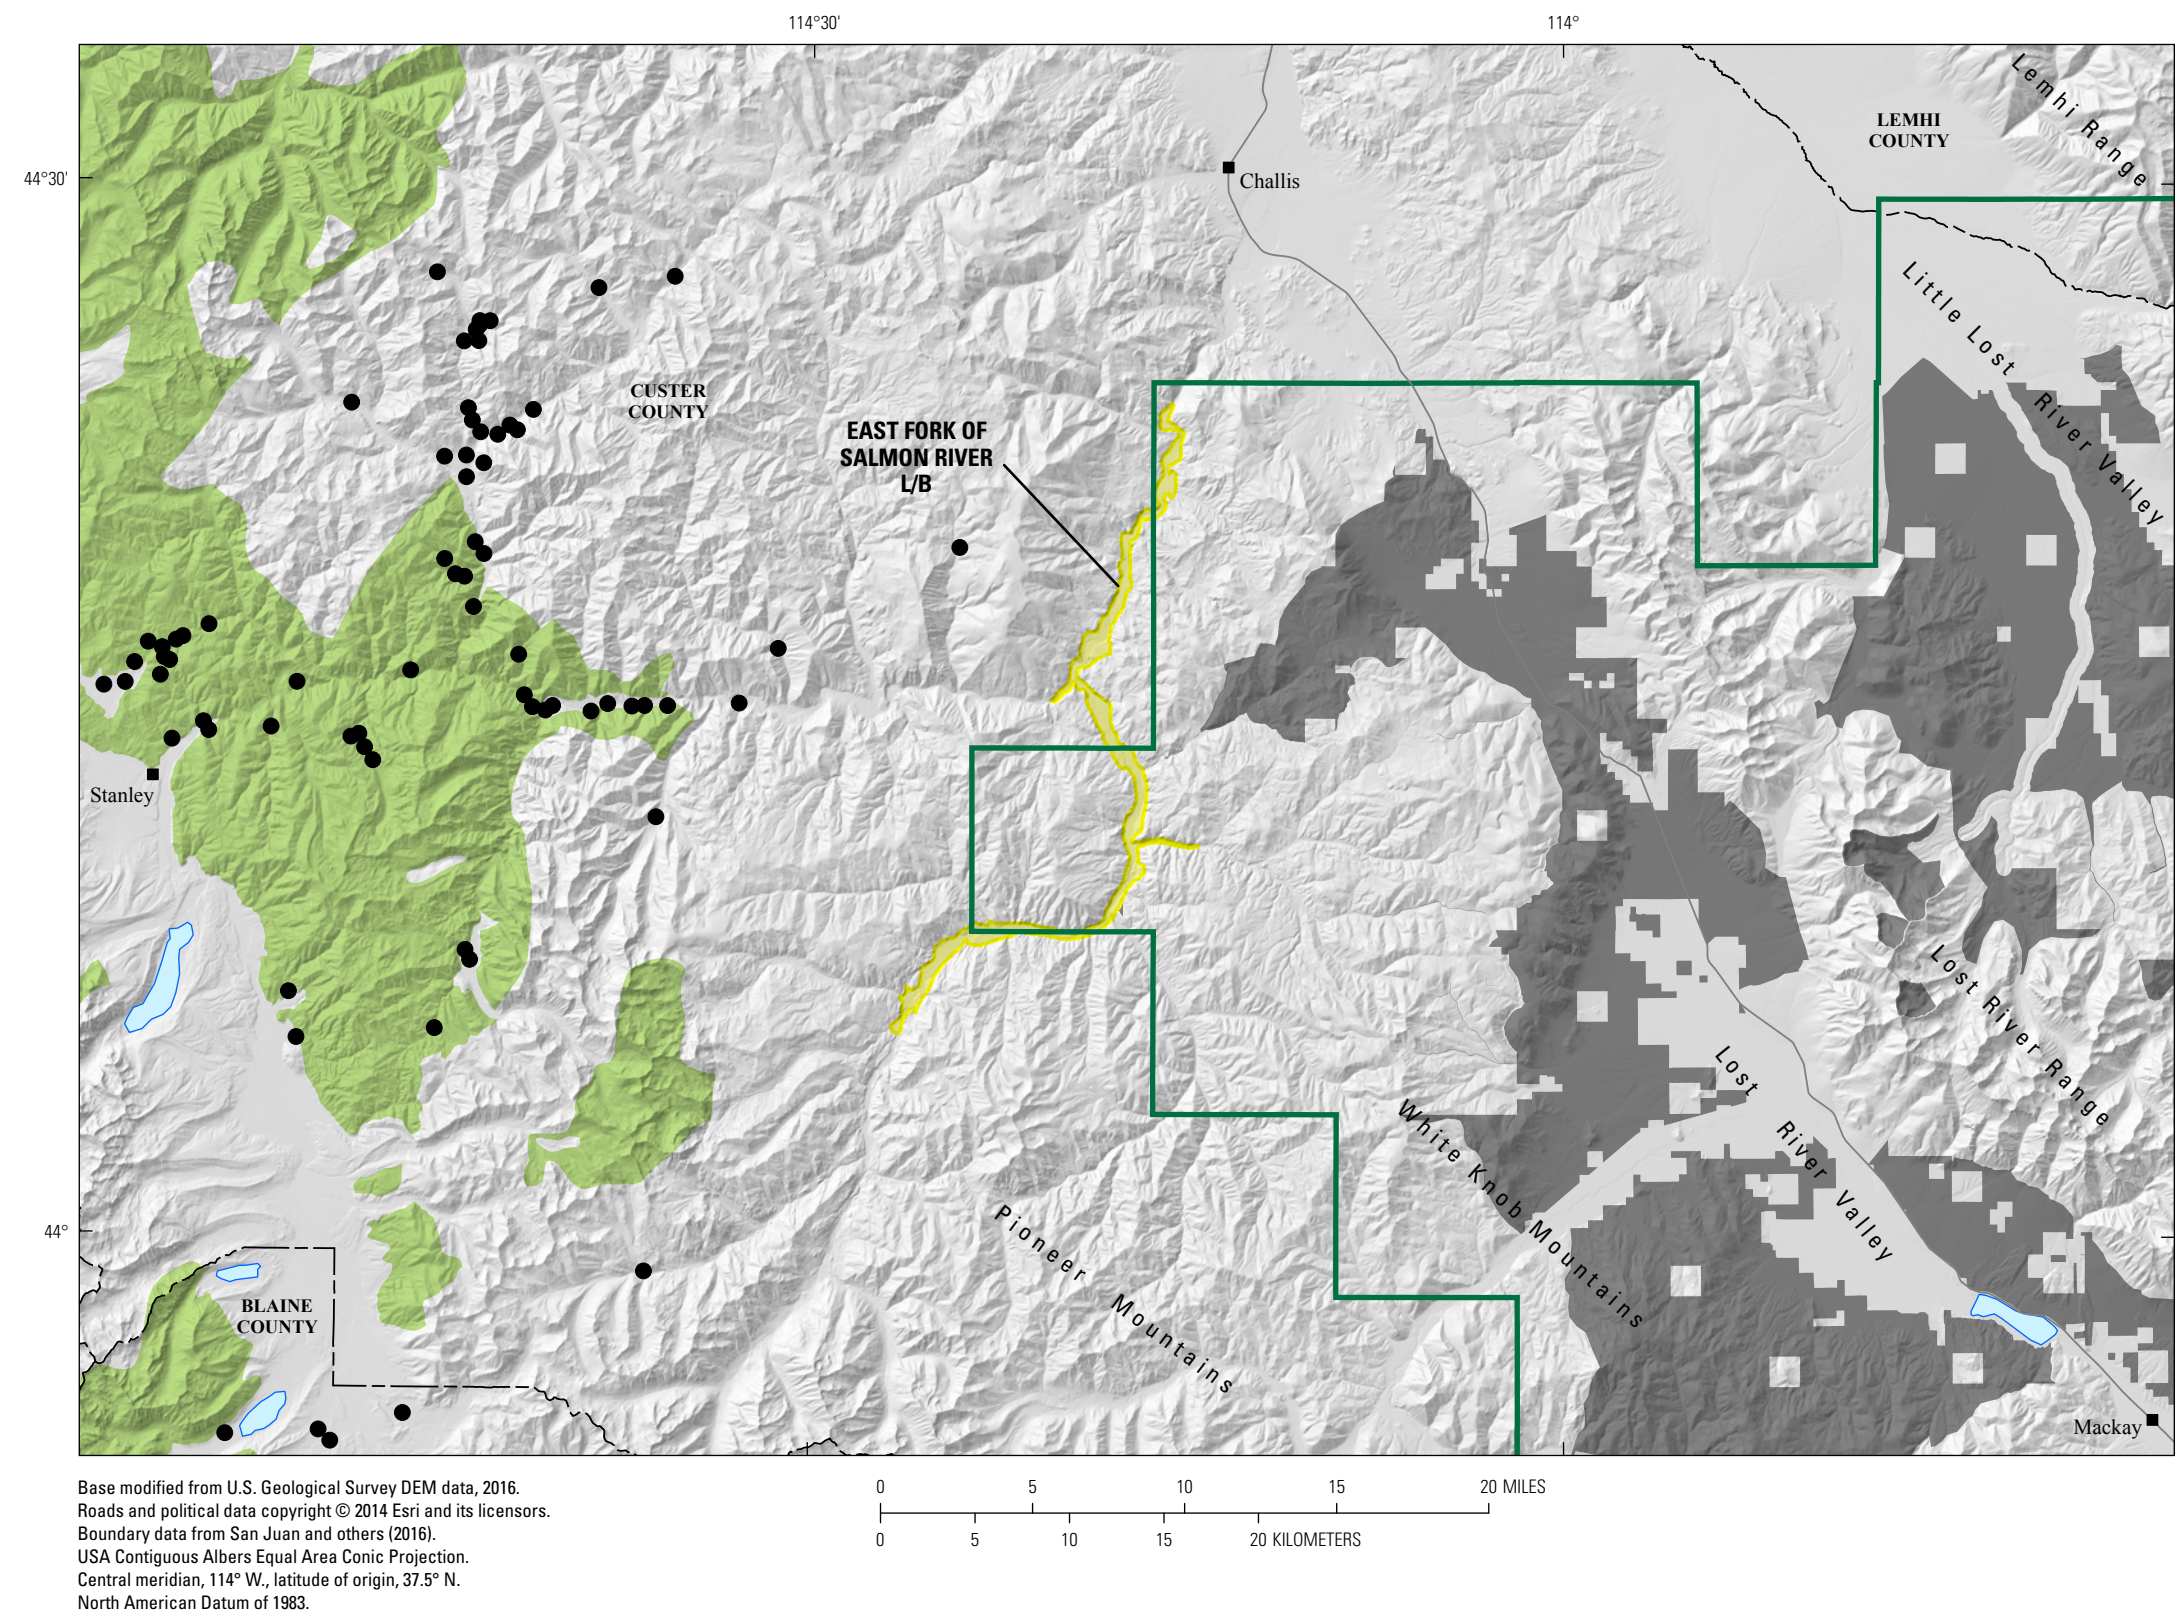 114°30'
114°
44°30'
44°
Lemhi Range
LEMHI
COUNTY
Challis
Little Lost River Valley
CUSTER
COUNTY
EAST FORK OF
SALMON RIVER
L/B
Stanley
Lost River Range
Lost River Valley
White Knob Mountains
Pioneer Mountains
BLAINE
COUNTY
Mackay
Base modified from U.S. Geological Survey DEM data, 2016.
Roads and political data copyright © 2014 Esri and its licensors.
Boundary data from San Juan and others (2016).
USA Contiguous Albers Equal Area Conic Projection.
Central meridian, 114° W., latitude of origin, 37.5° N.
North American Datum of 1983.
0 5 10 15 20 MILES
0 5 10 15 20 KILOMETERS